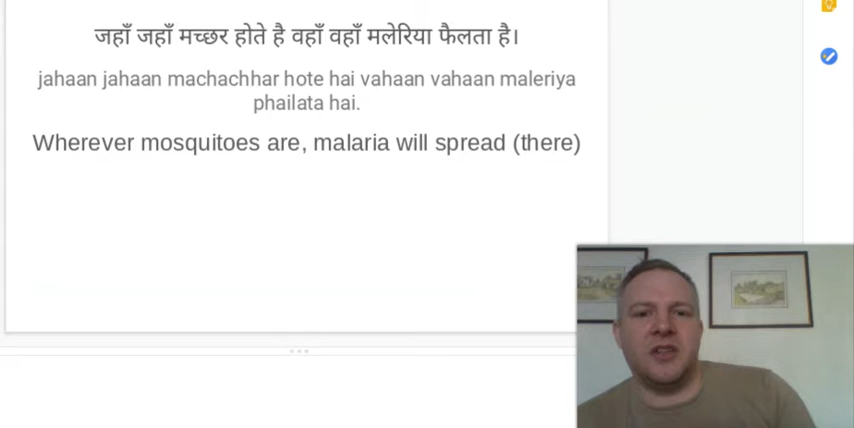 जहाँ जहाँ मच्छर होते है वहाँ वहाँ मलेरिया फैलता है।
jahaan jahaan machachhar hote hai vahaan vahaan maleriya
phailata hai.
Wherever mosquitoes are, malaria will spread (there)